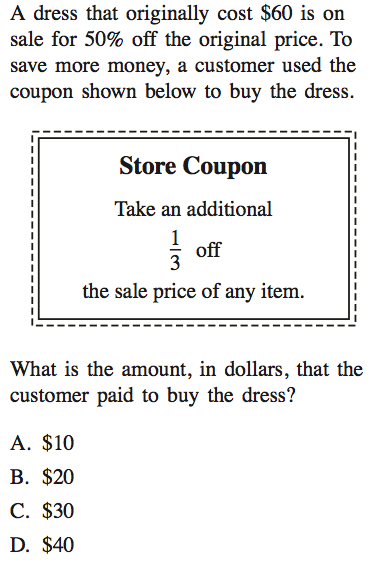 A dress that originally cost $60 is on
sale for 50% off the original price. To
save more money, a customer used the
coupon shown below to buy the dress.
Store Coupon
Take an additional
1/3 off
the sale price of any item.
What is the amount, in dollars, that the
customer paid to buy the dress?
A. $10
B. $20
C. $30
D. $40